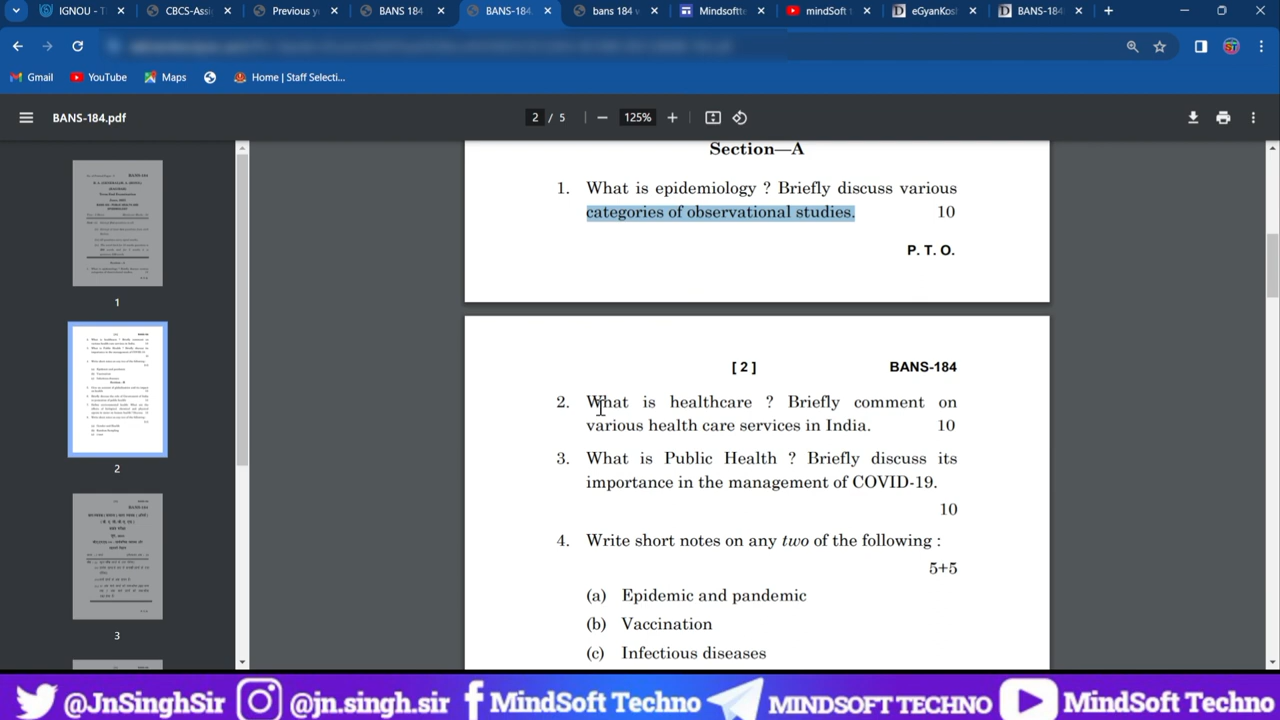 IGNOU - T
CBCS-Assi
Previous y
BANS 184
BANS-184
bans 184 v
Mindsoftte
mindSoft t
eGyanKos
BANS-184
Gmail
YouTube
Maps
Home | Staff Selecti...
BANS-184.pdf
2 / 5
125%
Section—A
1. What is epidemiology ? Briefly discuss various
categories of observational studies. 10
P. T. O.
[ 2 ] BANS-184
2. What is healthcare ? Briefly comment on
various health care services in India. 10
3. What is Public Health ? Briefly discuss its
importance in the management of COVID-19.
10
4. Write short notes on any two of the following :
5+5
(a) Epidemic and pandemic
(b) Vaccination
(c) Infectious diseases
1
2
3
@JnSinghSir
@jn.singh.sir
MindSoft Techno
MINDSOFT TECHNO
MindSoft Techno